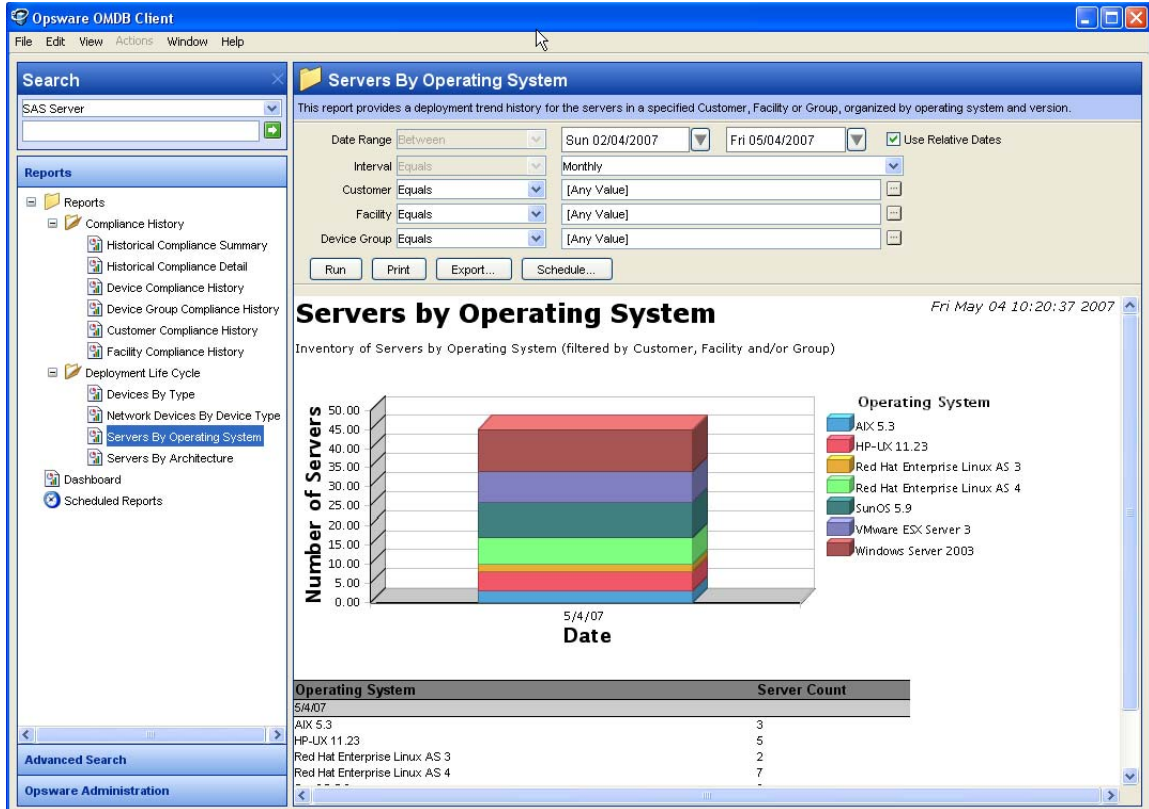 Opsware OMDB Client
File Edit View Actions Window Help
Search
SAS Server
Reports
Reports
Compliance History
Historical Compliance Summary
Historical Compliance Detail
Device Compliance History
Device Group Compliance History
Customer Compliance History
Facility Compliance History
Deployment Life Cycle
Devices By Type
Network Devices By Device Type
Servers By Operating System
Servers By Architecture
Dashboard
Scheduled Reports
Advanced Search
Opsware Administration
Servers By Operating System
This report provides a deployment trend history for the servers in a specified Customer, Facility or Group, organized by operating system and version.
Date Range Between Sun 02/04/2007 Fri 05/04/2007 Use Relative Dates
Interval Equals Monthly
Customer Equals [Any Value]
Facility Equals [Any Value]
Device Group Equals [Any Value]
Run Print Export... Schedule...
Servers by Operating System
Fri May 04 10:20:37 2007
Inventory of Servers by Operating System (filtered by Customer, Facility and/or Group)
Number of Servers
50.00
45.00
40.00
35.00
30.00
25.00
20.00
15.00
10.00
5.00
0.00
5/4/07
Date
Operating System
AIX 5.3
HP-UX 11.23
Red Hat Enterprise Linux AS 3
Red Hat Enterprise Linux AS 4
SunOS 5.9
VMware ESX Server 3
Windows Server 2003
Operating System Server Count
5/4/07
AIX 5.3 3
HP-UX 11.23 5
Red Hat Enterprise Linux AS 3 2
Red Hat Enterprise Linux AS 4 7